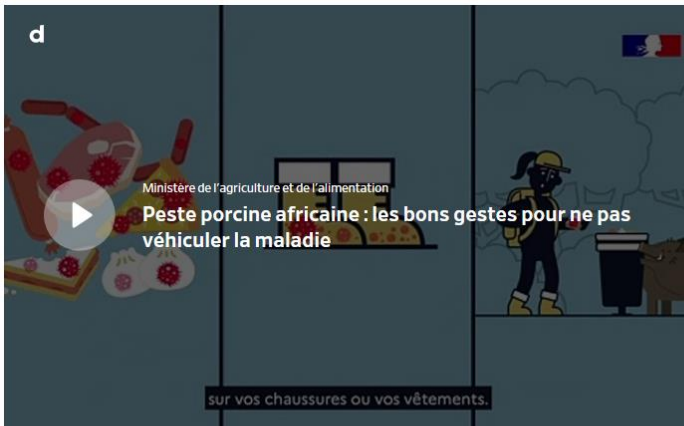 d
Ministère de l'agriculture et de l'alimentation
Peste porcine africaine : les bons gestes pour ne pas
véhiculer la maladie
sur vos chaussures ou vos vêtements.